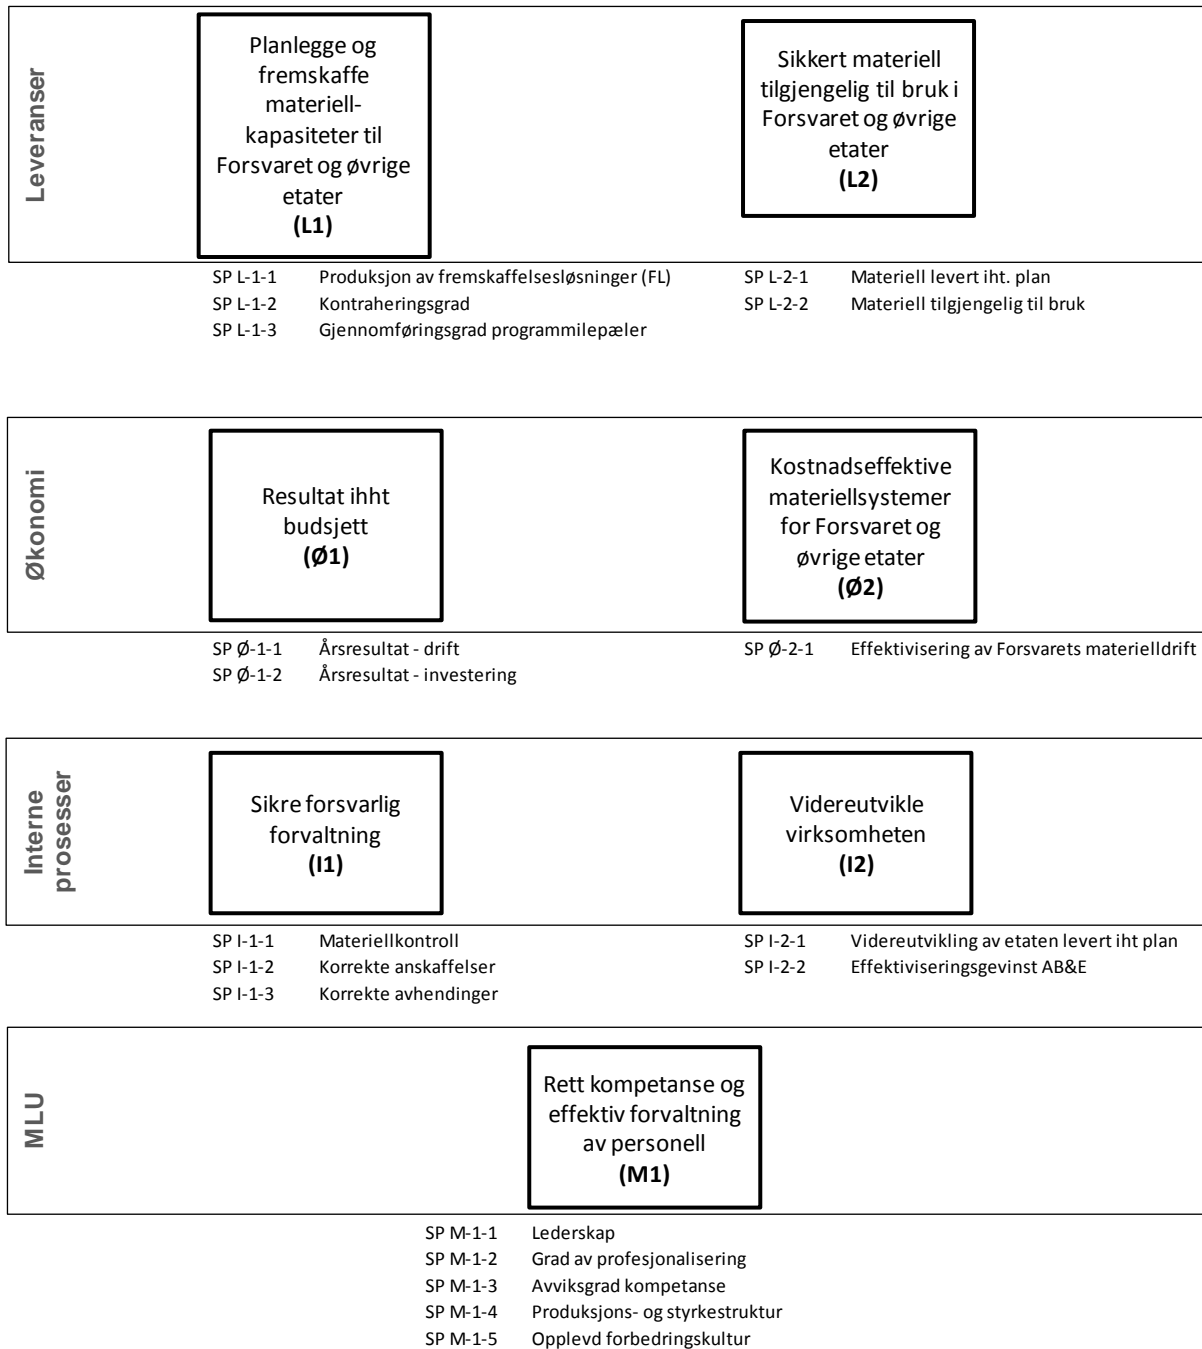 Leveranser
Planlegge og
fremskaffe
materiell-
kapasiteter til
Forsvaret og øvrige
etater
(L1)
Sikkert materiell
tilgjengelig til bruk i
Forsvaret og øvrige
etater
(L2)
SP L-1-1 Produksjon av fremskaffelsesløsninger (FL)
SP L-1-2 Kontraheringsgrad
SP L-1-3 Gjennomføringsgrad programmilepæler
SP L-2-1 Materiell levert iht. plan
SP L-2-2 Materiell tilgjengelig til bruk
Økonomi
Resultat ihht
budsjett
(Ø1)
Kostnadseffektive
materiellsystemer
for Forsvaret og
øvrige etater
(Ø2)
SP Ø-1-1 Årsresultat - drift
SP Ø-1-2 Årsresultat - investering
SP Ø-2-1 Effektivisering av Forsvarets materielldrift
Interne
prosesser
Sikre forsvarlig
forvaltning
(I1)
Videreutvikle
virksomheten
(I2)
SP I-1-1 Materiellkontroll
SP I-1-2 Korrekte anskaffelser
SP I-1-3 Korrekte avhendinger
SP I-2-1 Videreutvikling av etaten levert iht plan
SP I-2-2 Effektiviseringsgevinst AB&E
MLU
Rett kompetanse og
effektiv forvaltning
av personell
(M1)
SP M-1-1 Lederskap
SP M-1-2 Grad av profesjonalisering
SP M-1-3 Avviksgrad kompetanse
SP M-1-4 Produksjons- og styrkestruktur
SP M-1-5 Opplevd forbedringskultur